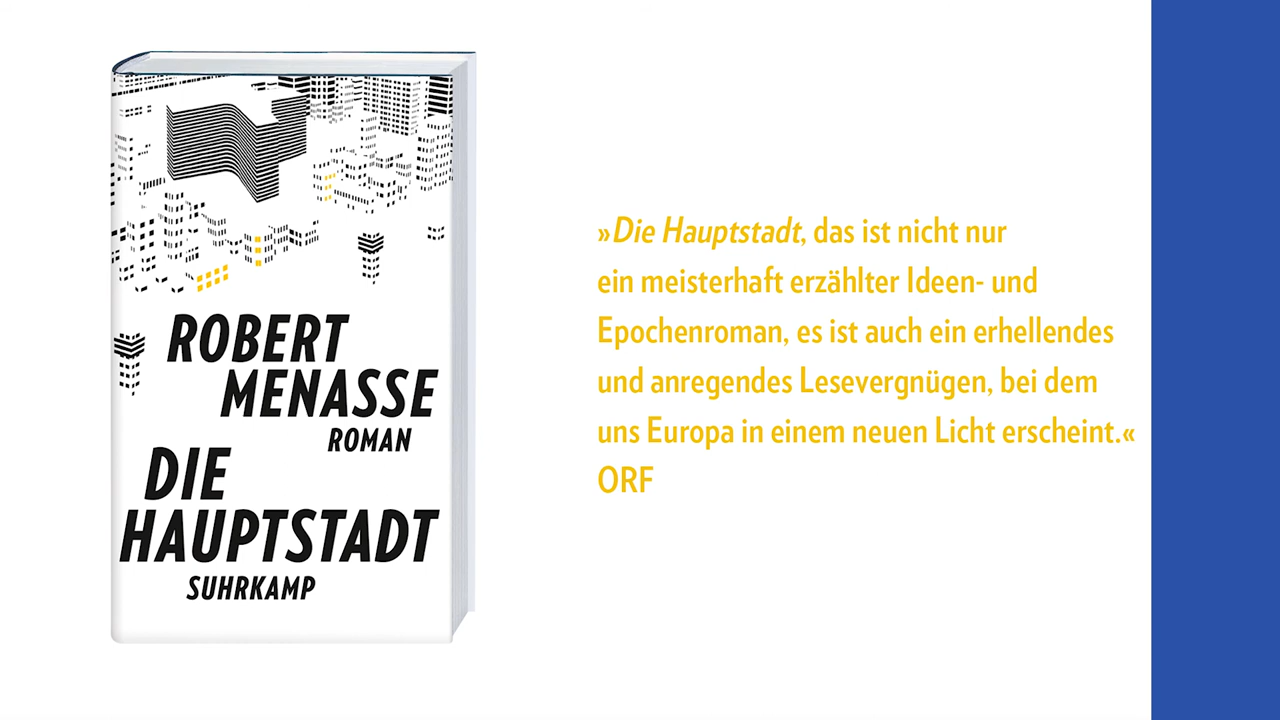 ROBERT
MENASSE
ROMAN
DIE
HAUPTSTADT
SUHRKAMP
»Die Hauptstadt, das ist nicht nur
ein meisterhaft erzählter Ideen- und
Epochenroman, es ist auch ein erhellendes
und anregendes Lesevergnügen, bei dem
uns Europa in einem neuen Licht erscheint.«
ORF